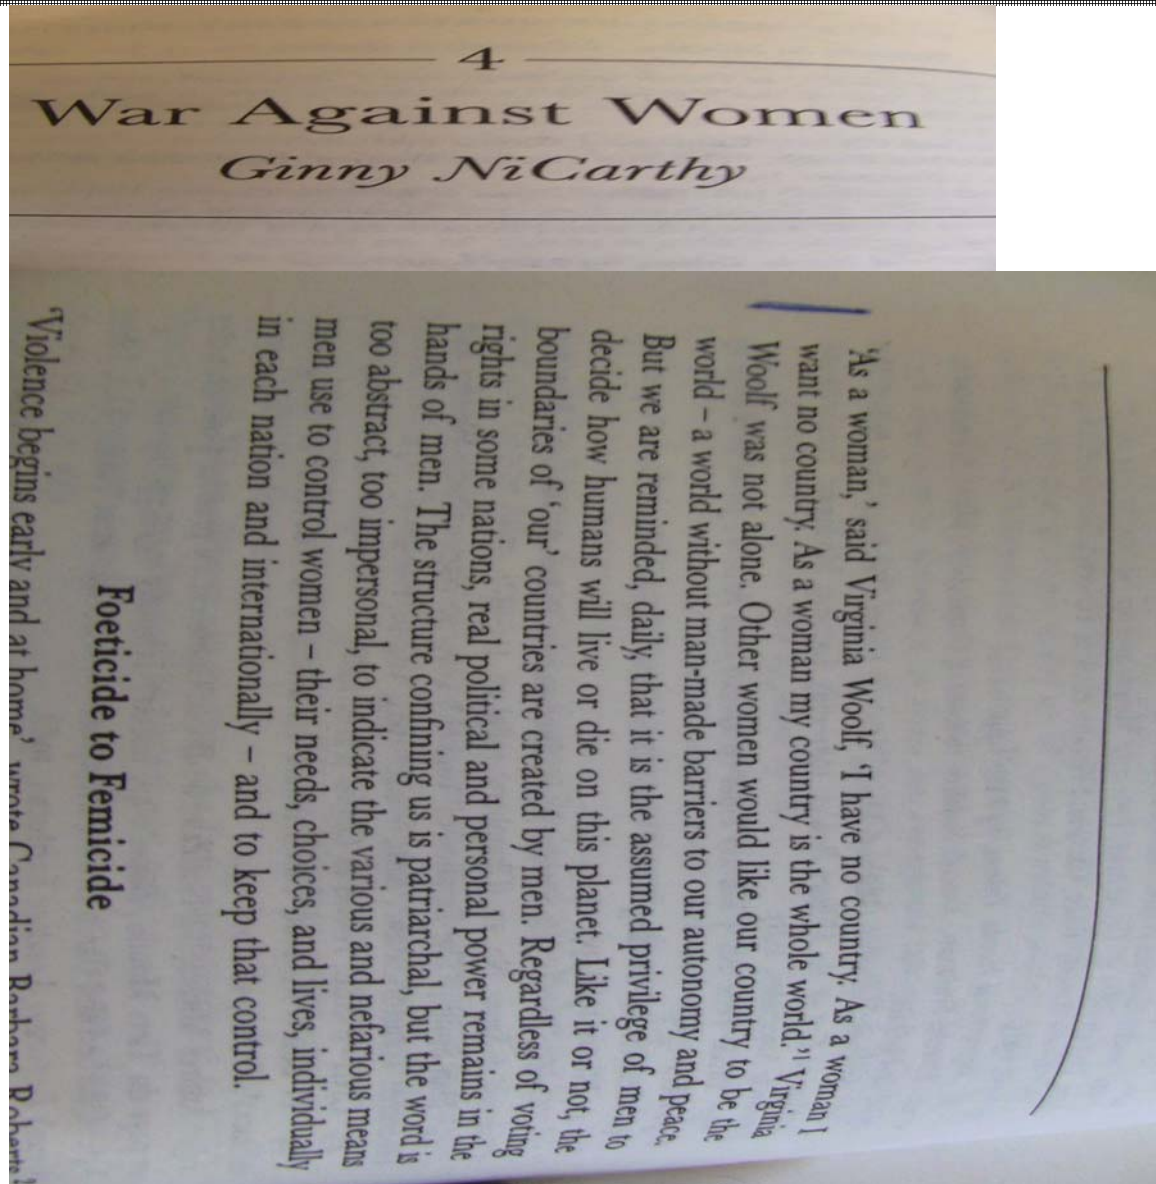 4
War Against Women
Ginny NiCarthy
‘As a woman,’ said Virginia Woolf, ‘I have no country. As a woman I
want no country. As a woman my country is the whole world.’¹ Virginia
Woolf was not alone. Other women would like our country to be the
world – a world without man-made barriers to our autonomy and peace.
But we are reminded, daily, that it is the assumed privilege of men to
decide how humans will live or die on this planet. Like it or not, the
boundaries of ‘our’ countries are created by men. Regardless of voting
rights in some nations, real political and personal power remains in the
hands of men. The structure confining us is patriarchal, but the word is
too abstract, too impersonal, to indicate the various and nefarious means
men use to control women – their needs, choices, and lives, individually
in each nation and internationally – and to keep that control.
Foeticide to Femicide
‘Violence begins early and at home’, wrote Canadian Barbara Roberts.²